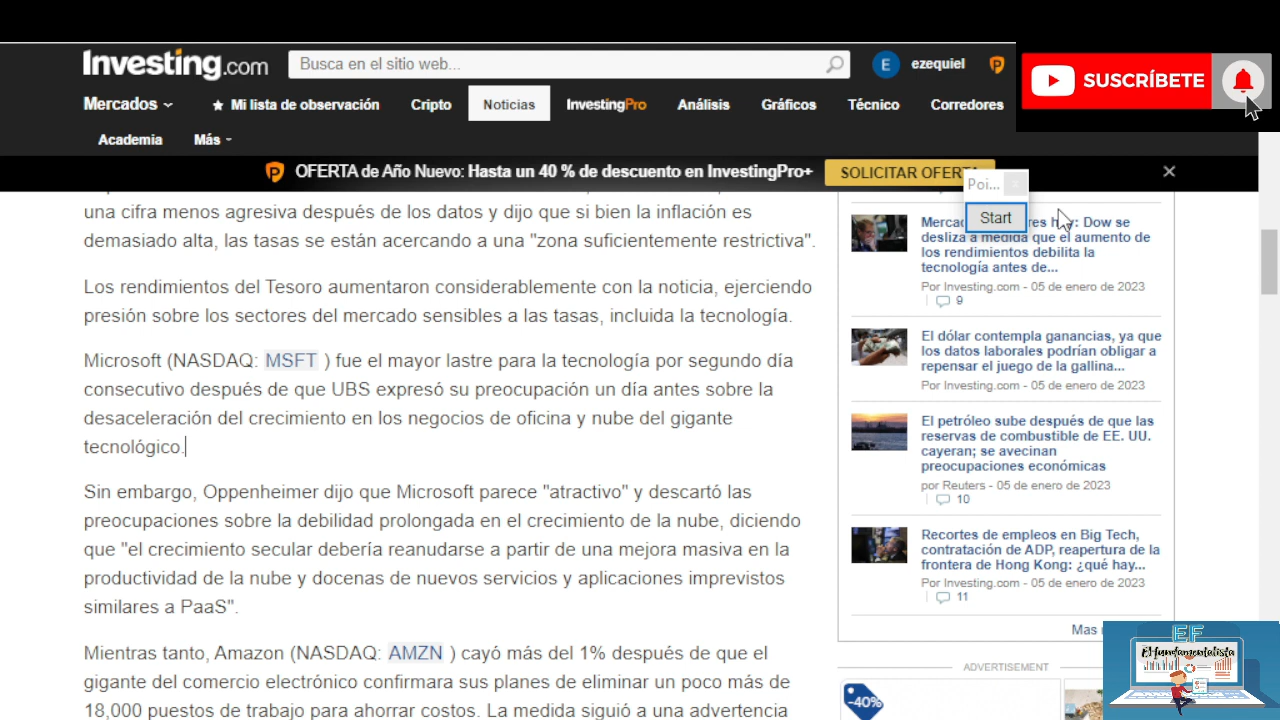 Investing.com
Busca en el sitio web...
E
ezequiel
SUSCRÍBETE
Mercados
Mi lista de observación
Cripto
Noticias
InvestingPro
Análisis
Gráficos
Técnico
Corredores
Academia
Más
OFERTA de Año Nuevo: Hasta un 40 % de descuento en InvestingPro+
SOLICITAR OFERTA
Poi...
Start
una cifra menos agresiva después de los datos y dijo que si bien la inflación es
demasiado alta, las tasas se están acercando a una "zona suficientemente restrictiva".
Los rendimientos del Tesoro aumentaron considerablemente con la noticia, ejerciendo
presión sobre los sectores del mercado sensibles a las tasas, incluida la tecnología.
Microsoft (NASDAQ: MSFT ) fue el mayor lastre para la tecnología por segundo día
consecutivo después de que UBS expresó su preocupación un día antes sobre la
desaceleración del crecimiento en los negocios de oficina y nube del gigante
tecnológico.
Sin embargo, Oppenheimer dijo que Microsoft parece "atractivo" y descartó las
preocupaciones sobre la debilidad prolongada en el crecimiento de la nube, diciendo
que "el crecimiento secular debería reanudarse a partir de una mejora masiva en la
productividad de la nube y docenas de nuevos servicios y aplicaciones imprevistos
similares a PaaS".
Mientras tanto, Amazon (NASDAQ: AMZN ) cayó más del 1% después de que el
gigante del comercio electrónico confirmara sus planes de eliminar un poco más de
18,000 puestos de trabajo para ahorrar costos. La medida siguió a una advertencia
hoy: Dow se
desliza a medida que el aumento de
los rendimientos debilita la
tecnología antes de...
Por Investing.com - 05 de enero de 2023
9
El dólar contempla ganancias, ya que
los datos laborales podrían obligar a
repensar el juego de la gallina...
Por Investing.com - 05 de enero de 2023
El petróleo sube después de que las
reservas de combustible de EE. UU.
cayeran; se avecinan
preocupaciones económicas
por Reuters - 05 de enero de 2023
10
Recortes de empleos en Big Tech,
contratación de ADP, reapertura de la
frontera de Hong Kong: ¿qué hay...
Por Investing.com - 05 de enero de 2023
11
Mas
ADVERTISEMENT
-40%
EF
El Fundamentalista